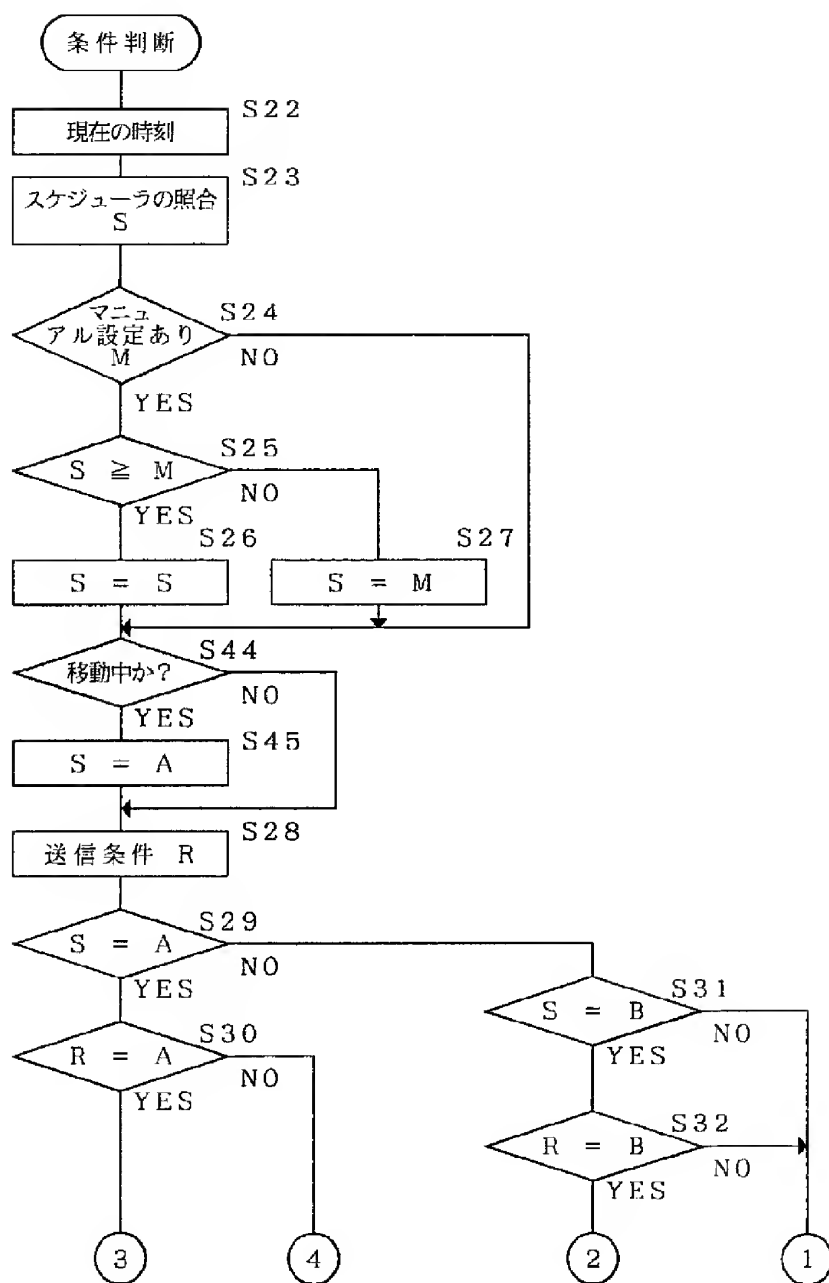 条件判断
S22
現在の時刻
S23
スケジューラの照合
S
S24
マニュ
アル設定あり
M
NO
YES
S25
S ≧ M
NO
YES
S26
S = S
S27
S = M
S44
移動中か?
NO
YES
S45
S = A
S28
送信条件 R
S29
S = A
NO
YES
S31
S = B
NO
YES
S30
R = A
NO
YES
S32
R = B
NO
YES
3
4
2
1